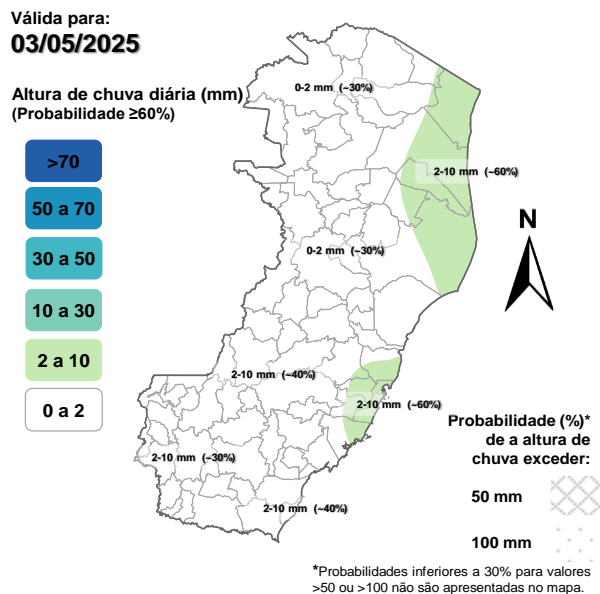 Válida para:
03/05/2025
Altura de chuva diária (mm)
(Probabilidade ≥60%)
>70
50 a 70
30 a 50
10 a 30
2 a 10
0 a 2
0-2 mm (~30%)
2-10 mm (~60%)
0-2 mm (~30%)
2-10 mm (~40%)
2-10 mm (~60%)
2-10 mm (~30%)
2-10 mm (~40%)
N
Probabilidade (%)*
de a altura de
chuva exceder:
50 mm
100 mm
*Probabilidades inferiores a 30% para valores
>50 ou >100 não são apresentadas no mapa.